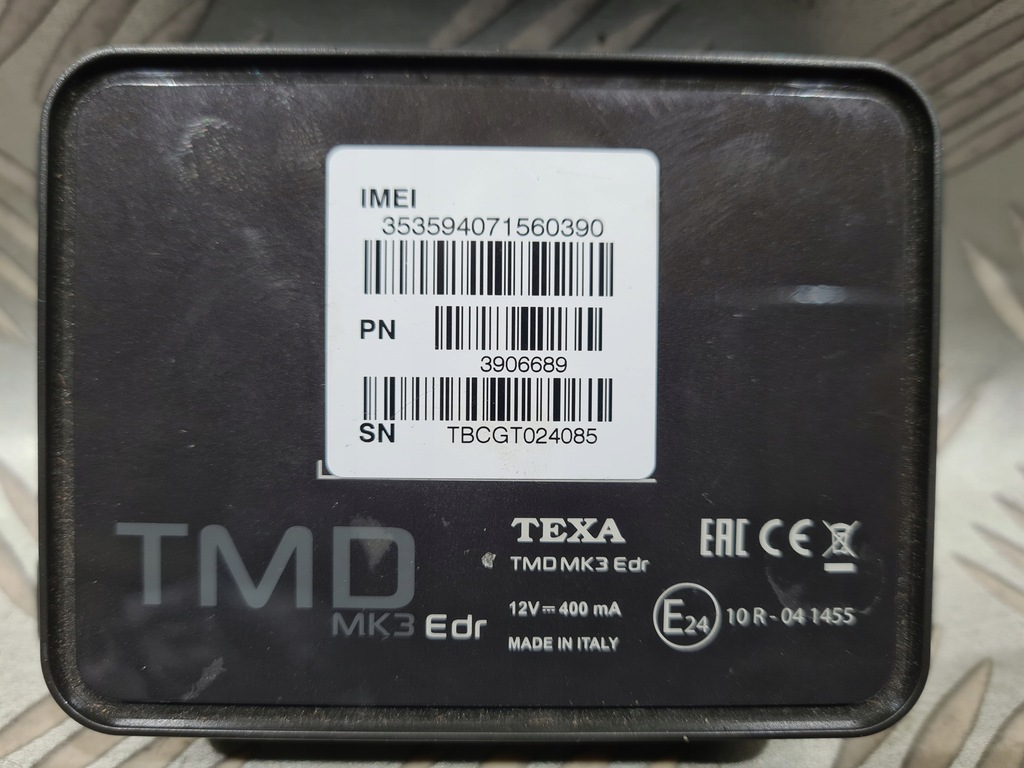 IMEI
353594071560390
PN
3906689
SN TBCGT024085
TMD
MK3 Edr
TEXA
TMD MK3 Edr
12V 400 mA
MADE IN ITALY
EAC CE
E24 10 R - 04 1455